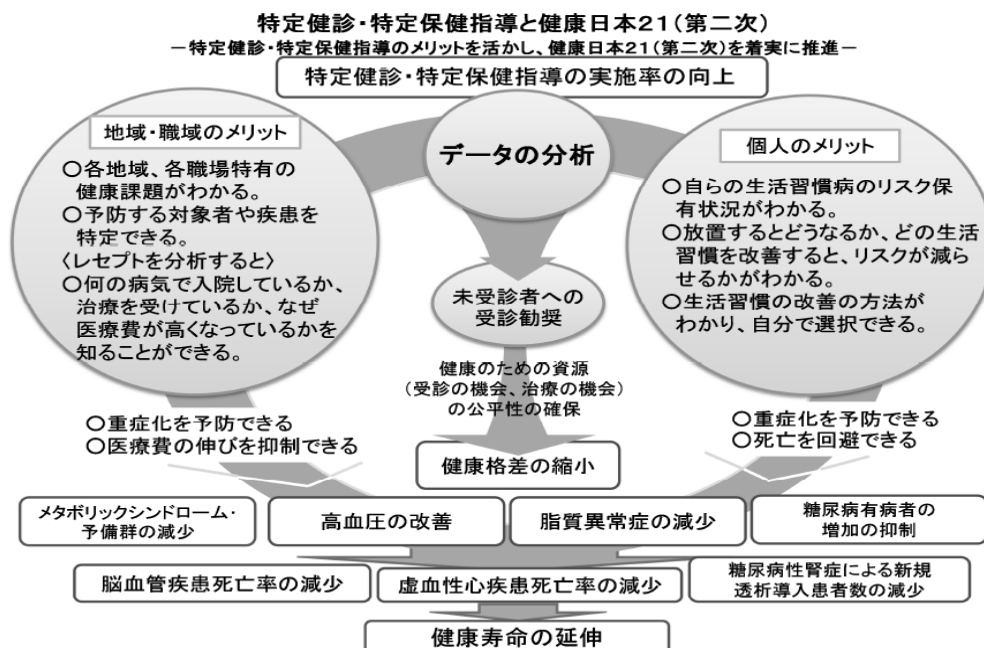 特定健診・特定保健指導と健康日本21（第二次）
－特定健診・特定保健指導のメリットを活かし、健康日本21（第二次）を着実に推進－
特定健診・特定保健指導の実施率の向上
地域・職域のメリット
○各地域、各職場特有の
健康課題がわかる。
○予防する対象者や疾患を
特定できる。
〈レセプトを分析すると〉
○何の病気で入院しているか、
治療を受けているか、なぜ
医療費が高くなっているかを
知ることができる。
データの分析
未受診者への
受診勧奨
個人のメリット
○自らの生活習慣病のリスク保
有状況がわかる。
○放置するとどうなるか、どの生活
習慣を改善すると、リスクが減ら
せるかがわかる。
○生活習慣の改善の方法が
わかり、自分で選択できる。
健康のための資源
（受診の機会、治療の機会）
の公平性の確保
○重症化を予防できる
○医療費の伸びを抑制できる
○重症化を予防できる
○死亡を回避できる
健康格差の縮小
メタボリックシンドローム・
予備群の減少
高血圧の改善
脂質異常症の減少
糖尿病有病者の
増加の抑制
脳血管疾患死亡率の減少
虚血性心疾患死亡率の減少
糖尿病性腎症による新規
透析導入患者数の減少
健康寿命の延伸